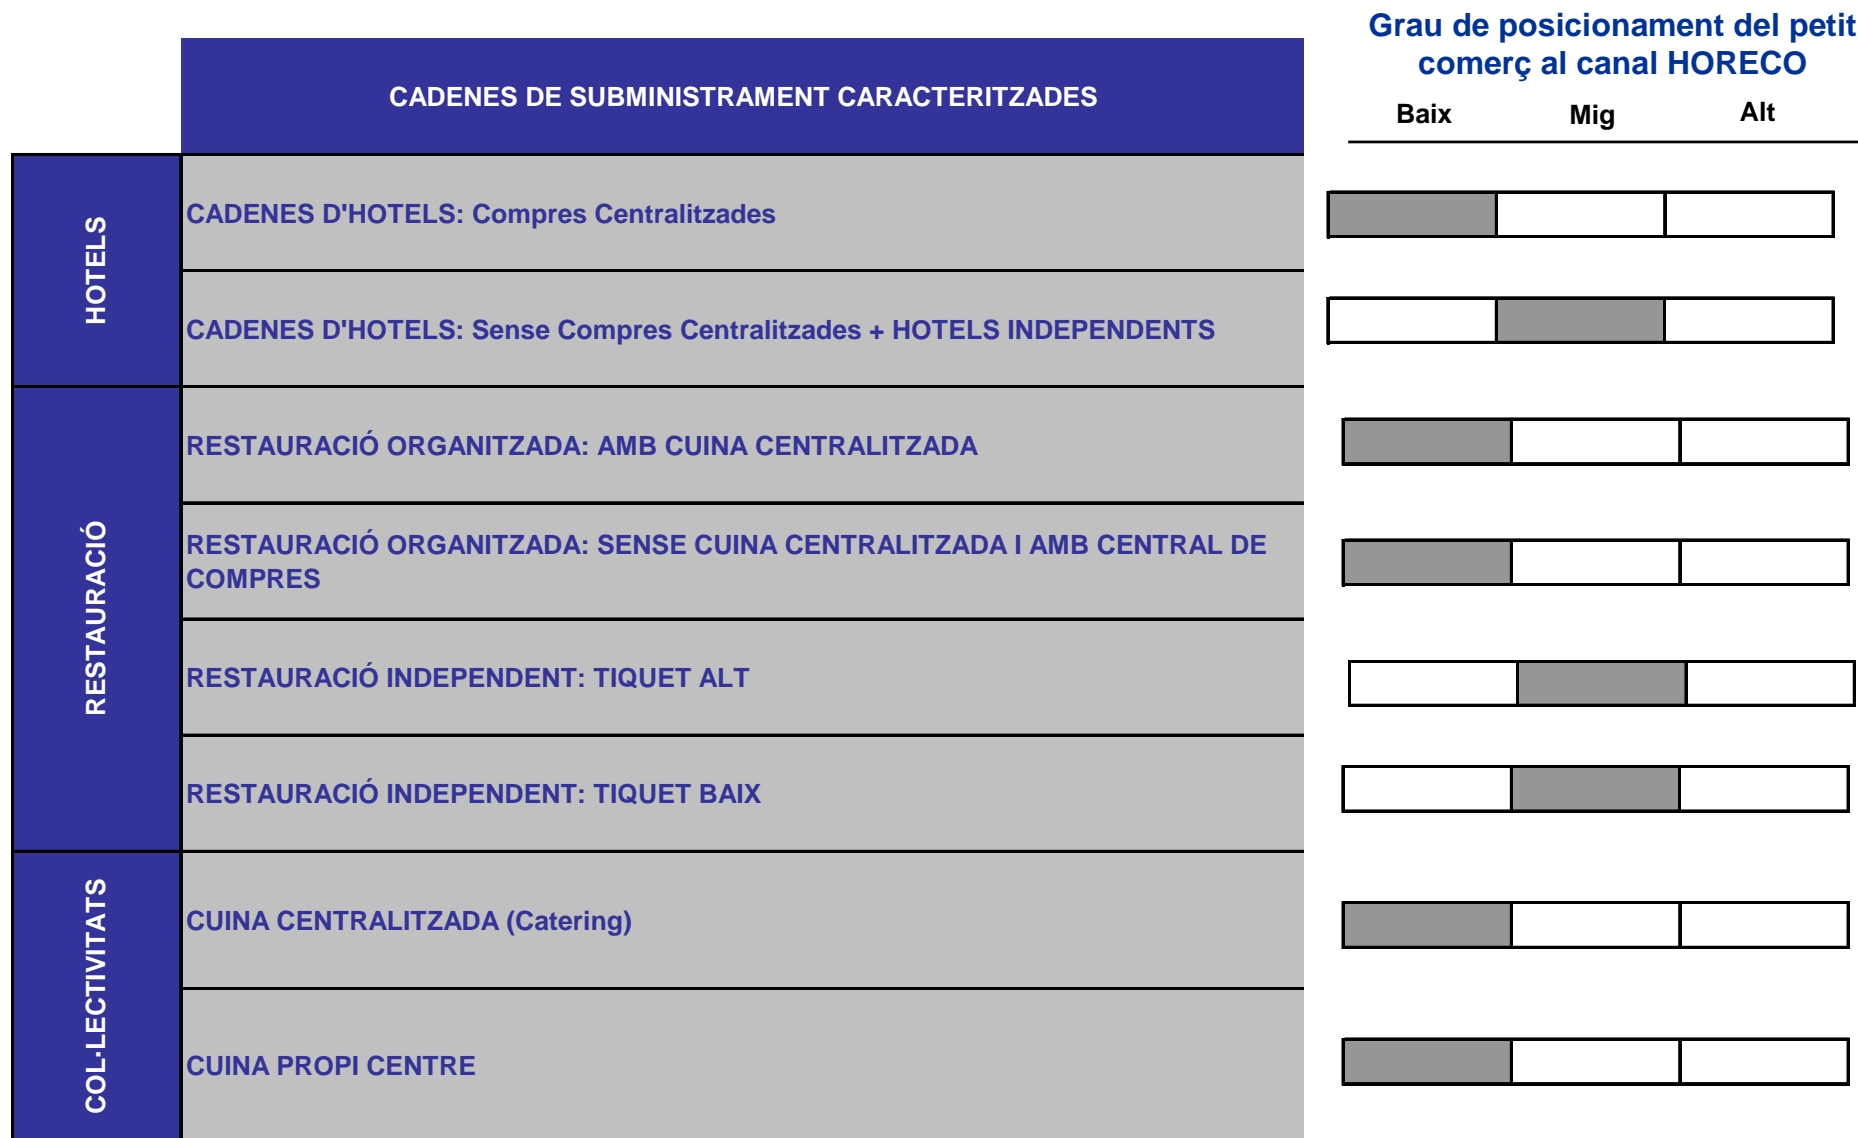 Grau de posicionament del petit
comerç al canal HORECO
CADENES DE SUBMINISTRAMENT CARACTERITZADES
Baix Mig Alt
HOTELS
CADENES D'HOTELS: Compres Centralitzades
CADENES D'HOTELS: Sense Compres Centralitzades + HOTELS INDEPENDENTS
RESTAURACIÓ
RESTAURACIÓ ORGANITZADA: AMB CUINA CENTRALITZADA
RESTAURACIÓ ORGANITZADA: SENSE CUINA CENTRALITZADA I AMB CENTRAL DE
COMPRES
RESTAURACIÓ INDEPENDENT: TIQUET ALT
RESTAURACIÓ INDEPENDENT: TIQUET BAIX
COL·LECTIVITATS
CUINA CENTRALITZADA (Catering)
CUINA PROPI CENTRE